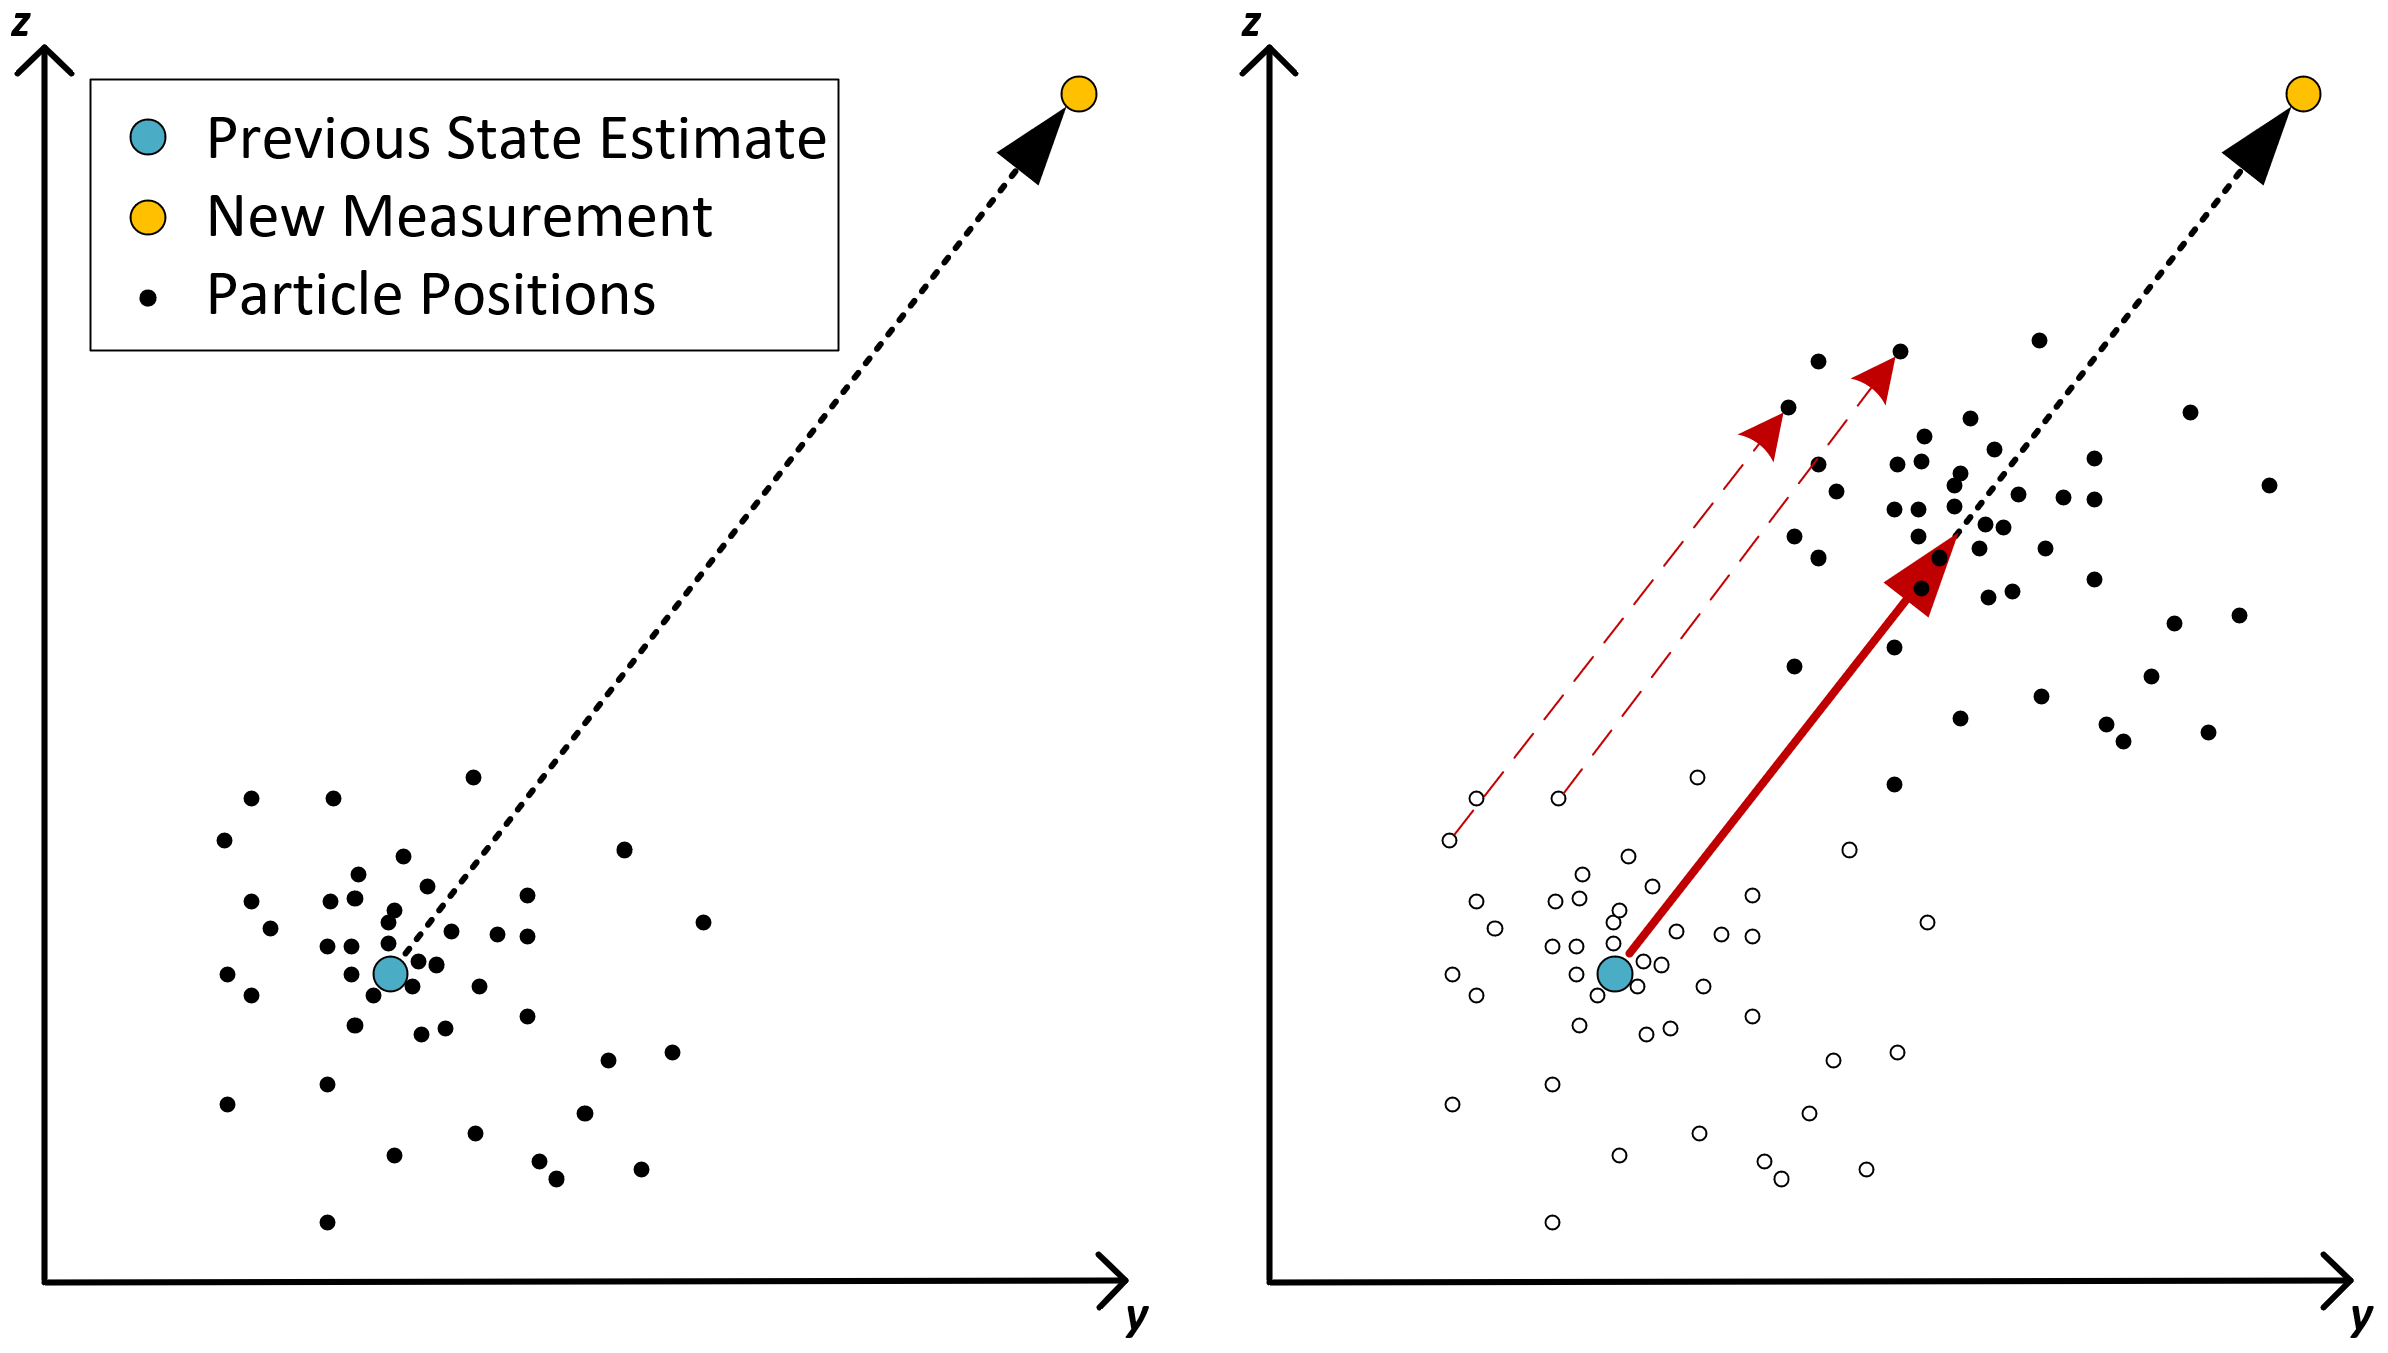 z
Previous State Estimate
New Measurement
Particle Positions
y
z
y